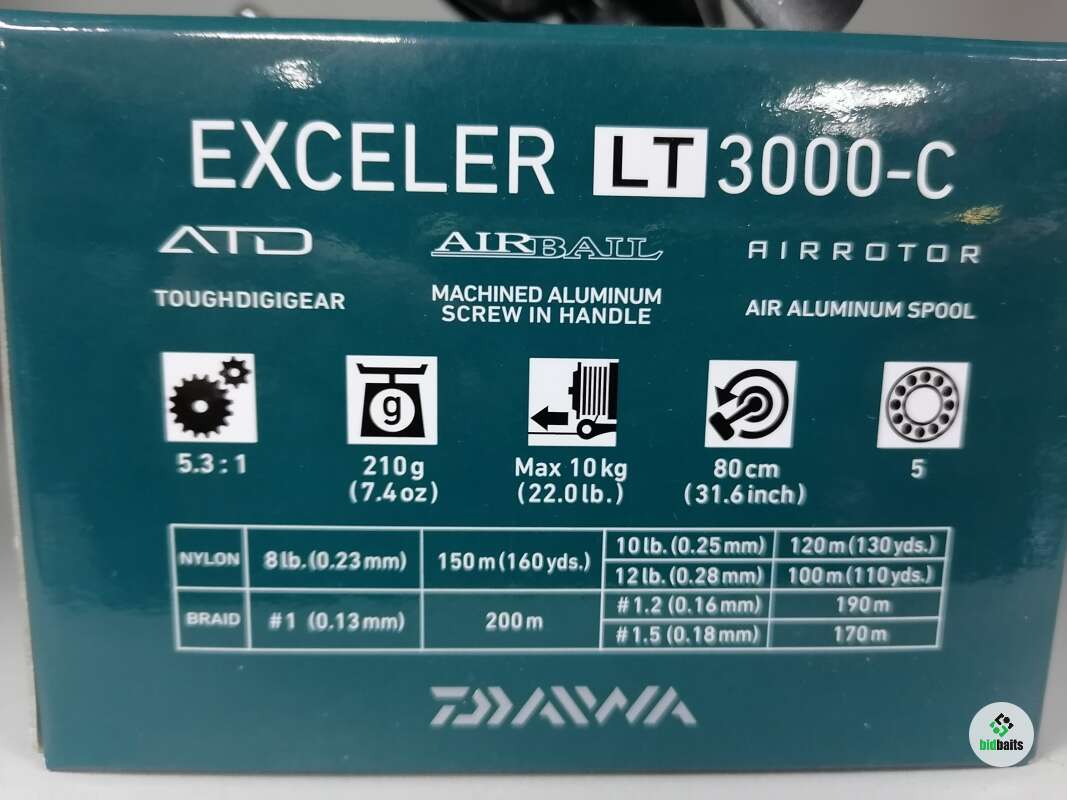 EXCELER LT 3000-C
ATD AIRBAIL AIRROTOR
TOUGHDIGIGEAR MACHINED ALUMINUM SCREW IN HANDLE AIR ALUMINUM SPOOL
g
5.3:1 210g (7.4oz) Max 10kg (22.0lb.) 80cm (31.6inch) 5
NYLON 8lb.(0.23mm) 150m(160yds.) 10lb.(0.25mm) 120m(130yds.)
12lb.(0.28mm) 100m(110yds.)
BRAID #1 (0.13mm) 200m #1.2(0.16mm) 190m
#1.5(0.18mm) 170m
DAIWA
bidbaits